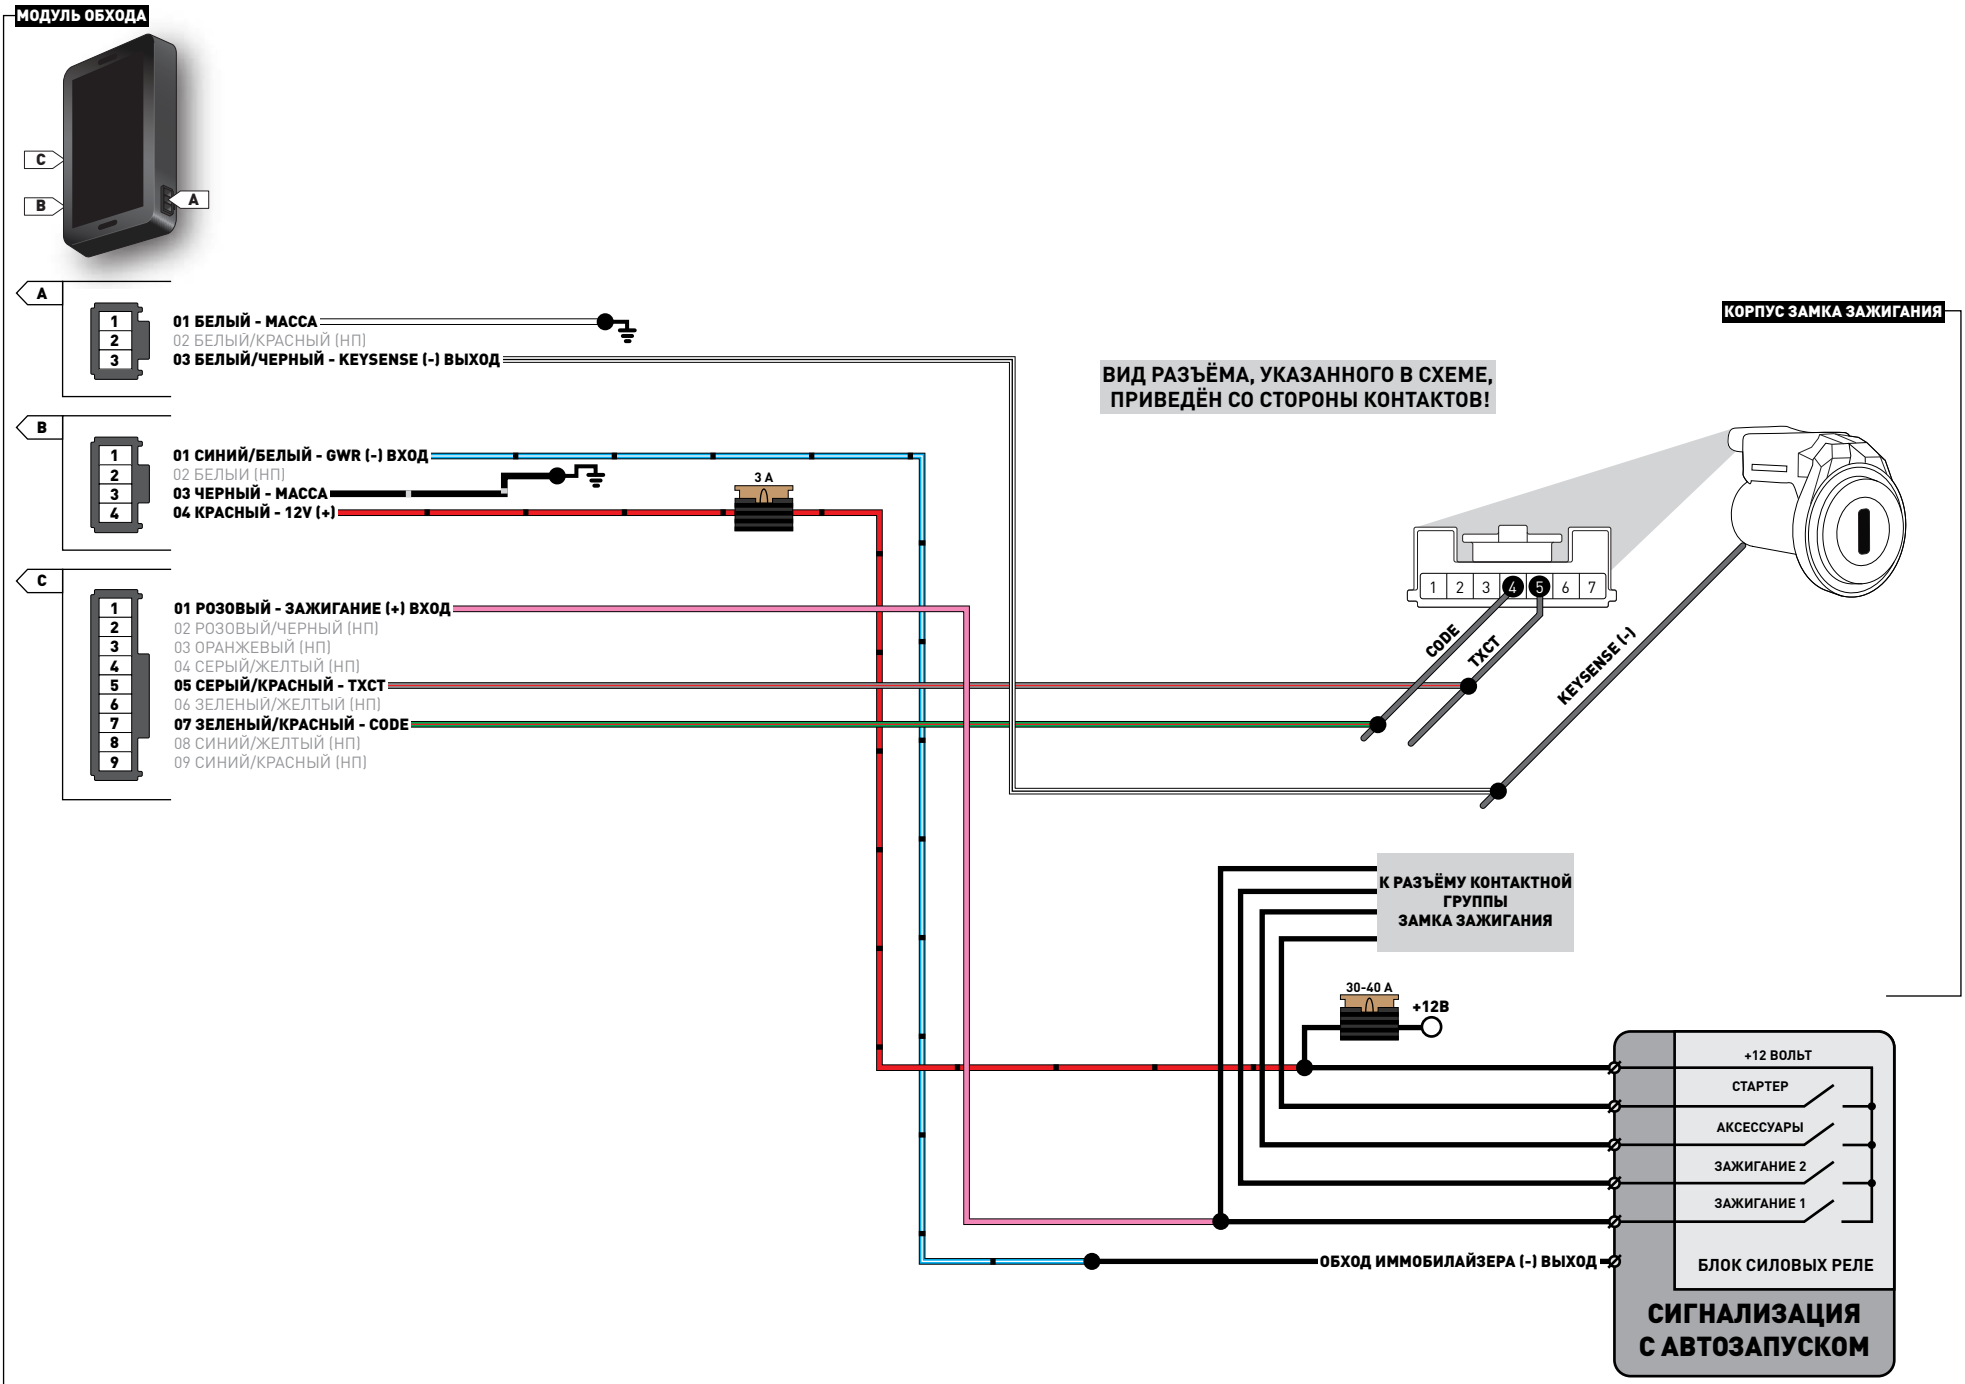 МОДУЛЬ ОБХОДА
C
B
A
A
1
2
3
01 БЕЛЫЙ - МАССА
02 БЕЛЫЙ/КРАСНЫЙ (НП)
03 БЕЛЫЙ/ЧЕРНЫЙ - KEYSENSE (-) ВЫХОД
B
1
2
3
4
01 СИНИЙ/БЕЛЫЙ - GWR (-) ВХОД
02 БЕЛЫЙ (НП)
03 ЧЕРНЫЙ - МАССА
04 КРАСНЫЙ - 12V (+)
3 А
C
1
2
3
4
5
6
7
8
9
01 РОЗОВЫЙ - ЗАЖИГАНИЕ (+) ВХОД
02 РОЗОВЫЙ/ЧЕРНЫЙ (НП)
03 ОРАНЖЕВЫЙ (НП)
04 СЕРЫЙ/ЖЕЛТЫЙ (НП)
05 СЕРЫЙ/КРАСНЫЙ - TXCT
06 ЗЕЛЕНЫЙ/ЖЕЛТЫЙ (НП)
07 ЗЕЛЕНЫЙ/КРАСНЫЙ - CODE
08 СИНИЙ/ЖЕЛТЫЙ (НП)
09 СИНИЙ/КРАСНЫЙ (НП)
КОРПУС ЗАМКА ЗАЖИГАНИЯ
ВИД РАЗЪЁМА, УКАЗАННОГО В СХЕМЕ,
ПРИВЕДЁН СО СТОРОНЫ КОНТАКТОВ!
1 2 3 4 5 6 7
CODE
TXCT
KEYSENSE (-)
К РАЗЪЁМУ КОНТАКТНОЙ
ГРУППЫ
ЗАМКА ЗАЖИГАНИЯ
30-40 А
+12В
+12 ВОЛЬТ
СТАРТЕР
АКСЕССУАРЫ
ЗАЖИГАНИЕ 2
ЗАЖИГАНИЕ 1
ОБХОД ИММОБИЛАЙЗЕРА (-) ВЫХОД
БЛОК СИЛОВЫХ РЕЛЕ
СИГНАЛИЗАЦИЯ
С АВТОЗАПУСКОМ